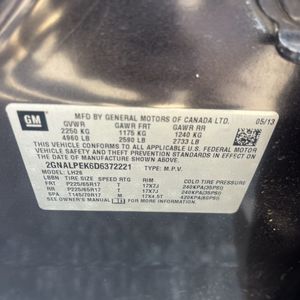 GM
MFD BY GENERAL MOTORS OF CANADA LTD.
05/13
GVWR GAWR FRT GAWR RR
2250 KG 1175 KG 1240 KG
4960 LB 2590 LB 2733 LB
THIS VEHICLE CONFORMS TO ALL APPLICABLE U.S.
FEDERAL MOTOR VEHICLE SAFETY, BUMPER, AND
THEFT PREVENTION STANDARDS IN EFFECT ON THE
DATE OF MANUFACTURE SHOWN ABOVE.
2GNALPEK6D6372221 TYPE: M.P.V.
MODEL: LH26
TIRE SIZE SPEED RTG RIM COLD TIRE PRESSURE
FRT P225/65R17 T 17X7J 240KPA(35PSI)
RR P225/65R17 T 17X7J 240KPA(35PSI)
SPA T145/70R17 M 17X4.5T 420KPA(60PSI)
SEE OWNER'S MANUAL